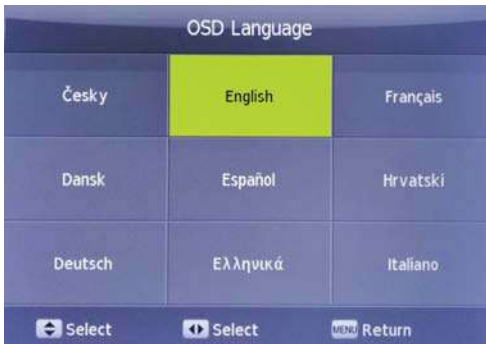 OSD Language
Česky English Français
Dansk Español Hrvatski
Deutsch Ελληνικά Italiano
Select Select MENU Return